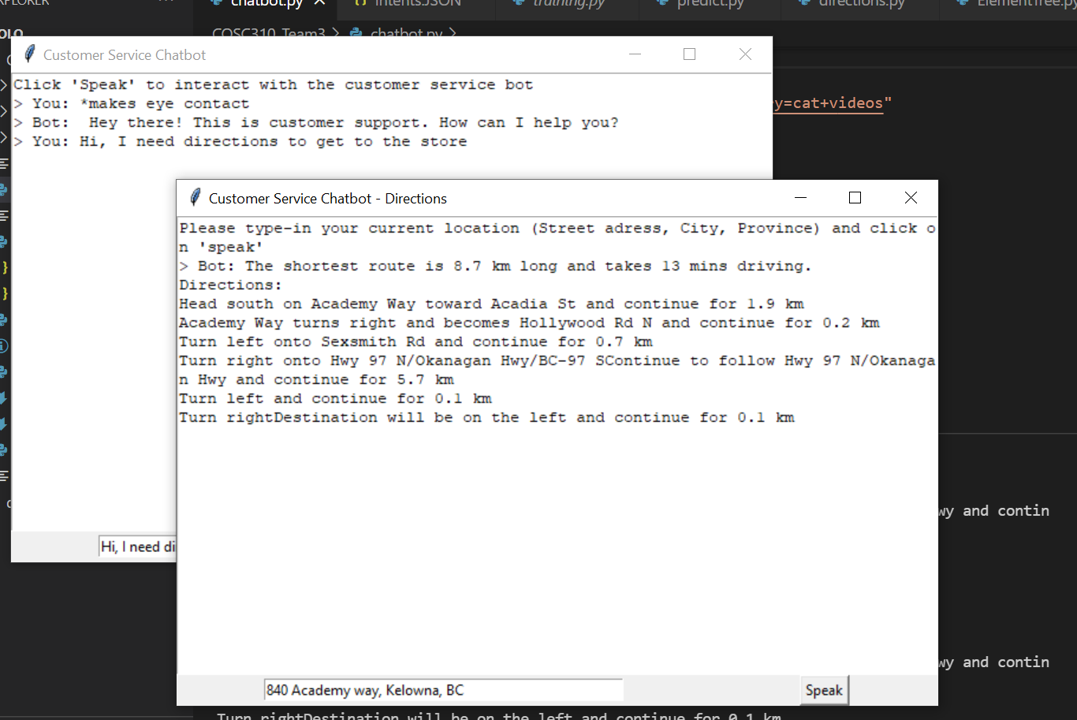 chatbot.py
intents.JSON
training.py
predict.py
directions.py
ElementTree.py
COSC310_Team3 > chatbot.py >
Customer Service Chatbot
Click 'Speak' to interact with the customer service bot
> You: *makes eye contact
> Bot:  Hey there! This is customer support. How can I help you?
> You: Hi, I need directions to get to the store
y=cat+videos"
Customer Service Chatbot - Directions
Please type-in your current location (Street adress, City, Province) and click o
n 'speak'
> Bot: The shortest route is 8.7 km long and takes 13 mins driving.
Directions:
Head south on Academy Way toward Acadia St and continue for 1.9 km
Academy Way turns right and becomes Hollywood Rd N and continue for 0.2 km
Turn left onto Sexsmith Rd and continue for 0.7 km
Turn right onto Hwy 97 N/Okanagan Hwy/BC-97 SContinue to follow Hwy 97 N/Okanaga
n Hwy and continue for 5.7 km
Turn left and continue for 0.1 km
Turn rightDestination will be on the left and continue for 0.1 km
wy and contin
Hi, I need di
wy and contin
840 Academy way, Kelowna, BC
Speak
Turn rightDestination will be on the left and continue for 0.1 km